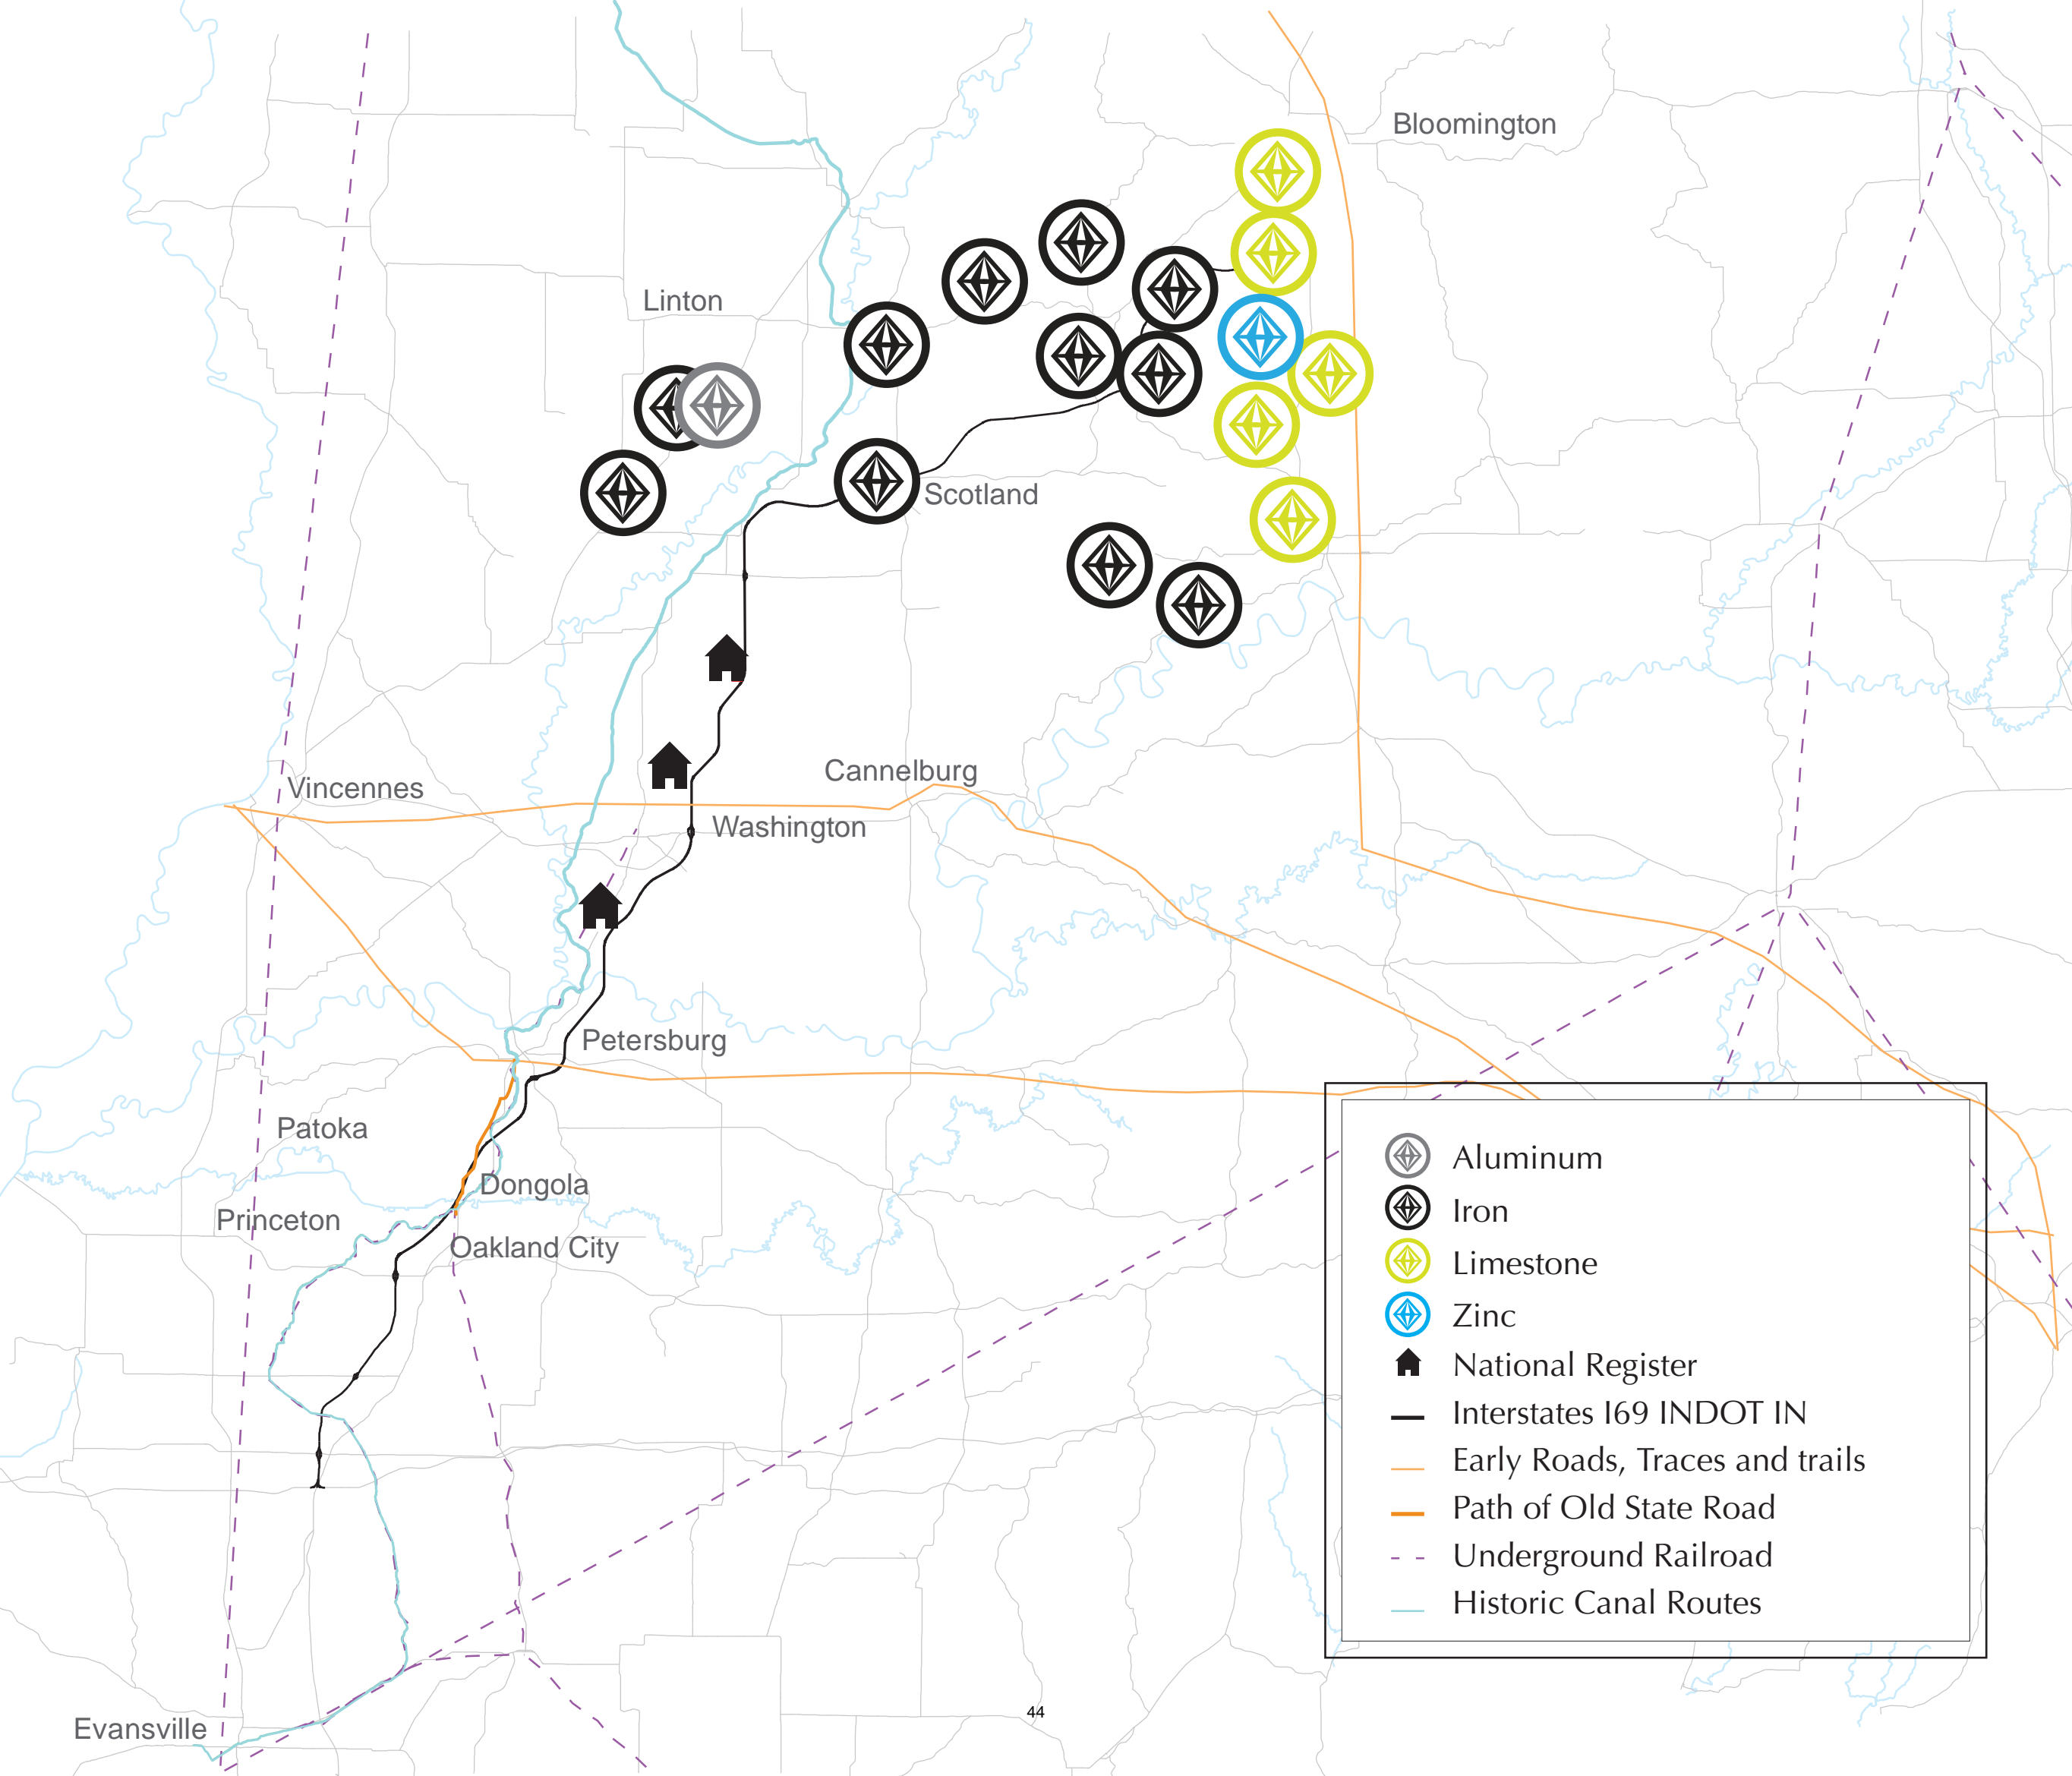 Bloomington
Linton
Scotland
Cannelburg
Vincennes
Washington
Petersburg
Patoka
Dongola
Princeton
Oakland City
Evansville
Aluminum
Iron
Limestone
Zinc
National Register
Interstates I69 INDOT IN
Early Roads, Traces and trails
Path of Old State Road
Underground Railroad
Historic Canal Routes
44